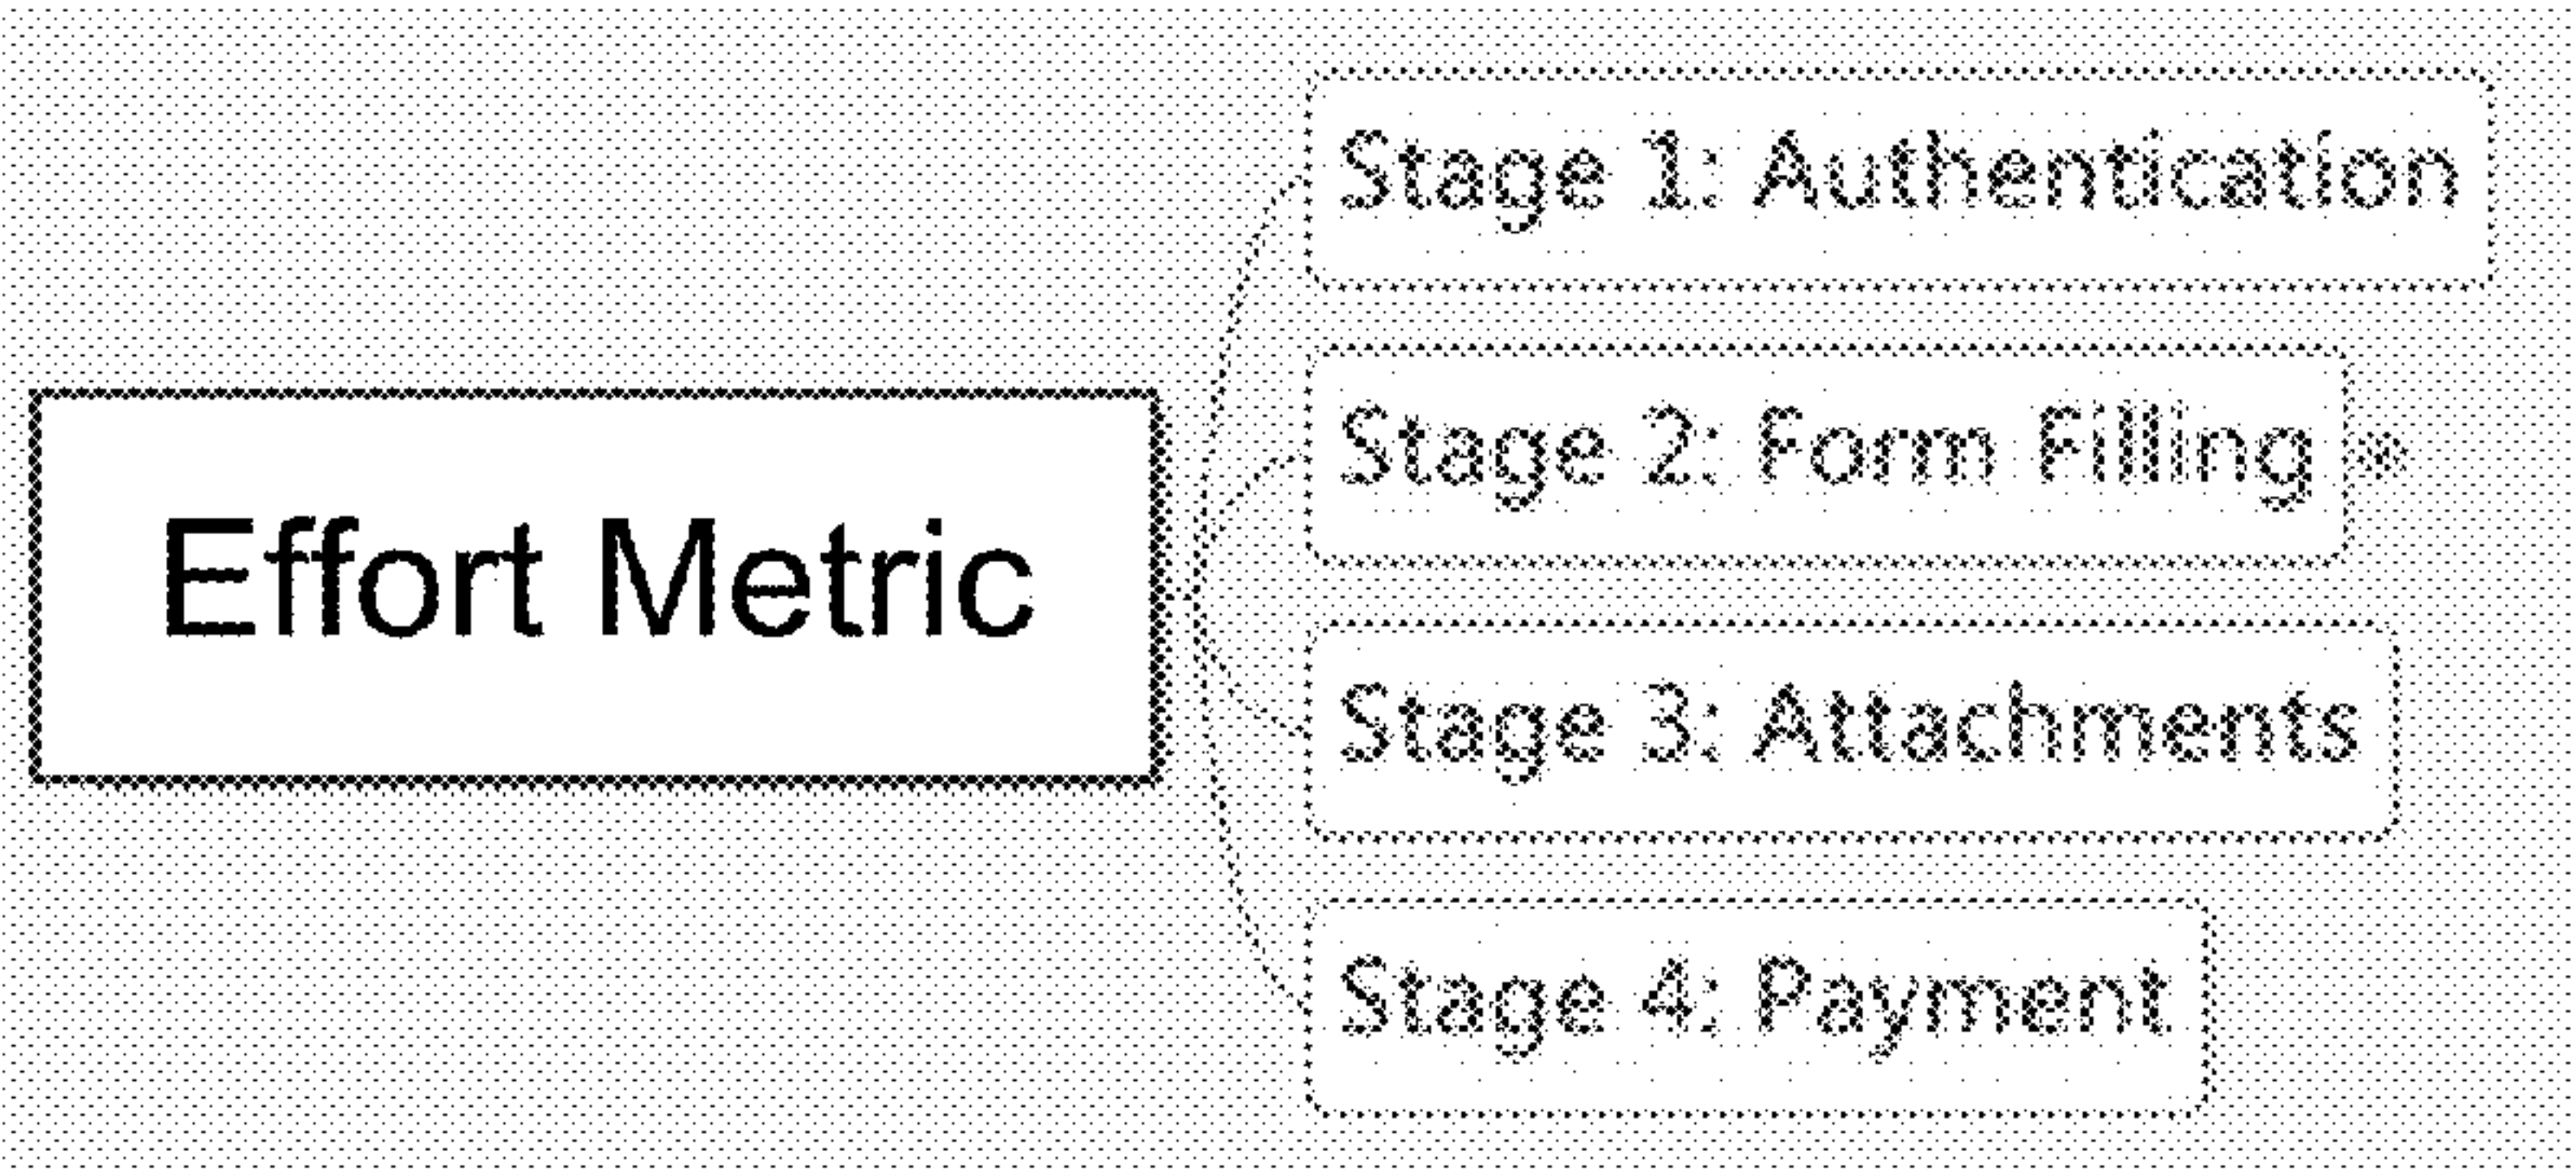 Effort Metric
Stage 1: Authentication
Stage 2: Form Filling
Stage 3: Attachments
Stage 4: Payment